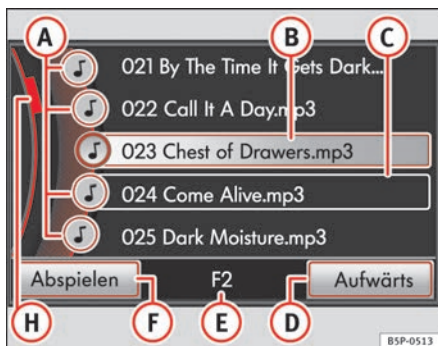 A B C
021 By The Time It Gets Dark...
022 Call It A Day.mp3
023 Chest of Drawers.mp3
024 Come Alive.mp3
025 Dark Moisture.mp3
Abspielen F2 Aufwärts
H F E D
B5P-0513